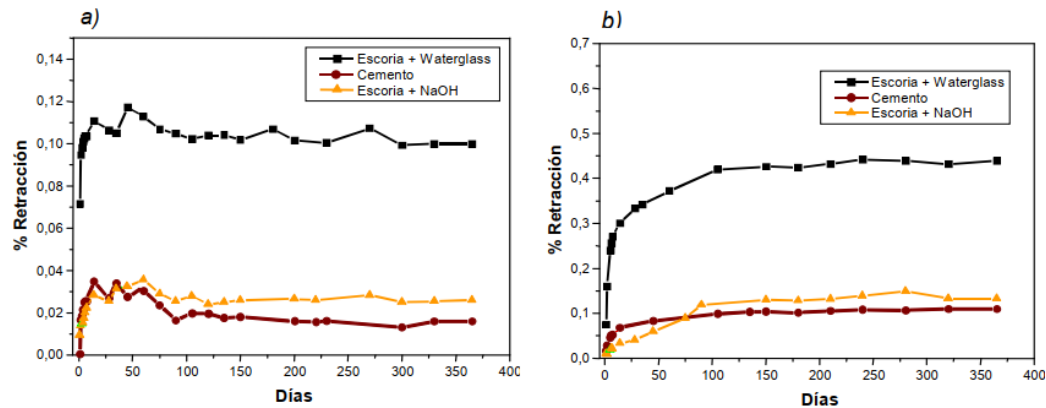 a)
0,14
0,12
0,10
0,08
0,06
0,04
0,02
0,00
% Retracción
Escoria + Waterglass
Cemento
Escoria + NaOH
0 50 100 150 200 250 300 350 400
Días
b)
0,7
0,6
0,5
0,4
0,3
0,2
0,1
0,0
% Retracción
Escoria + Waterglass
Cemento
Escoria + NaOH
0 50 100 150 200 250 300 350 400
Días